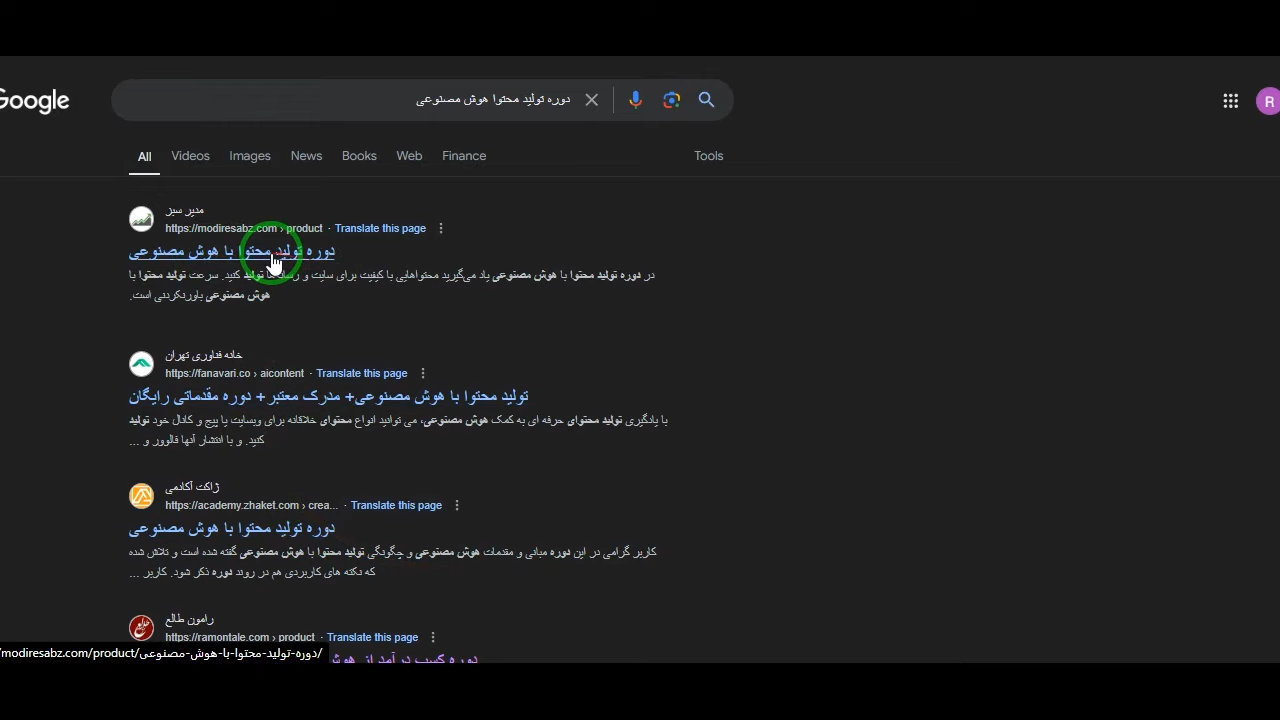 Google
دوره تولید محتوا هوش مصنوعی
R
All Videos Images News Books Web Finance Tools
مدیر سبز
https://modiresabz.com › product · Translate this page
دوره تولید محتوا با هوش مصنوعی
در دوره تولید محتوا با هوش مصنوعی یاد می‌گیرید محتواهایی با کیفیت برای سایت و رسانه‌ها تولید کنید. سرعت تولید محتوا با
هوش مصنوعی باورنکردنی است.
خانه فناوری تهران
https://fanavari.co › aicontent · Translate this page
تولید محتوا با هوش مصنوعی+ مدرک معتبر + دوره مقدماتی رایگان
با یادگیری تولید محتوای حرفه ای به کمک هوش مصنوعی، می توانید انواع محتوای خلاقانه برای وبسایت یا پیج و کانال خود تولید
کنید. و با انتشار آنها فالوور و ...
ژاکت آکادمی
https://academy.zhaket.com › crea... · Translate this page
دوره تولید محتوا با هوش مصنوعی
کاربر گرامی در این دوره مبانی و مقدمات هوش مصنوعی و چگونگی تولید محتوا با هوش مصنوعی گفته شده است و تلاش شده
که نکته های کاربردی هم در روند دوره ذکر شود. کاربر ...
رامون طالع
https://ramontale.com › product · Translate this page
دوره کسب درآمد از هوش
/modiresabz.com/product/دوره-تولید-محتوا-با-هوش-مصنوعی/